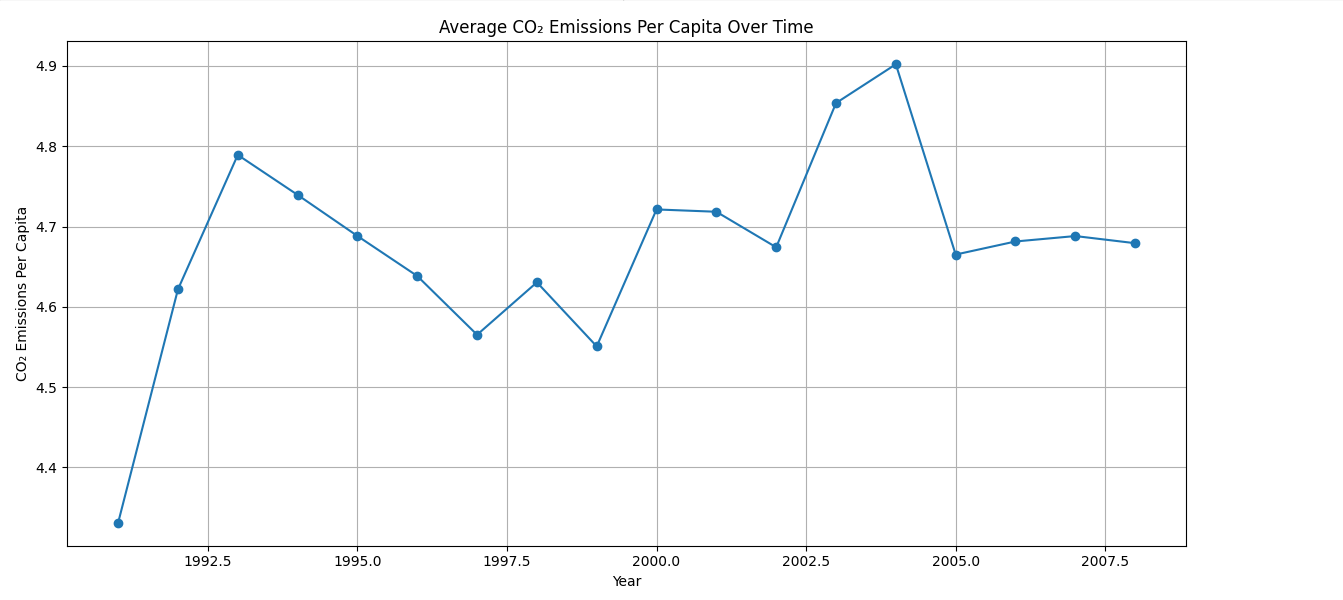 Average CO₂ Emissions Per Capita Over Time
CO₂ Emissions Per Capita
4.9
4.8
4.7
4.6
4.5
4.4
1992.5 1995.0 1997.5 2000.0 2002.5 2005.0 2007.5
Year